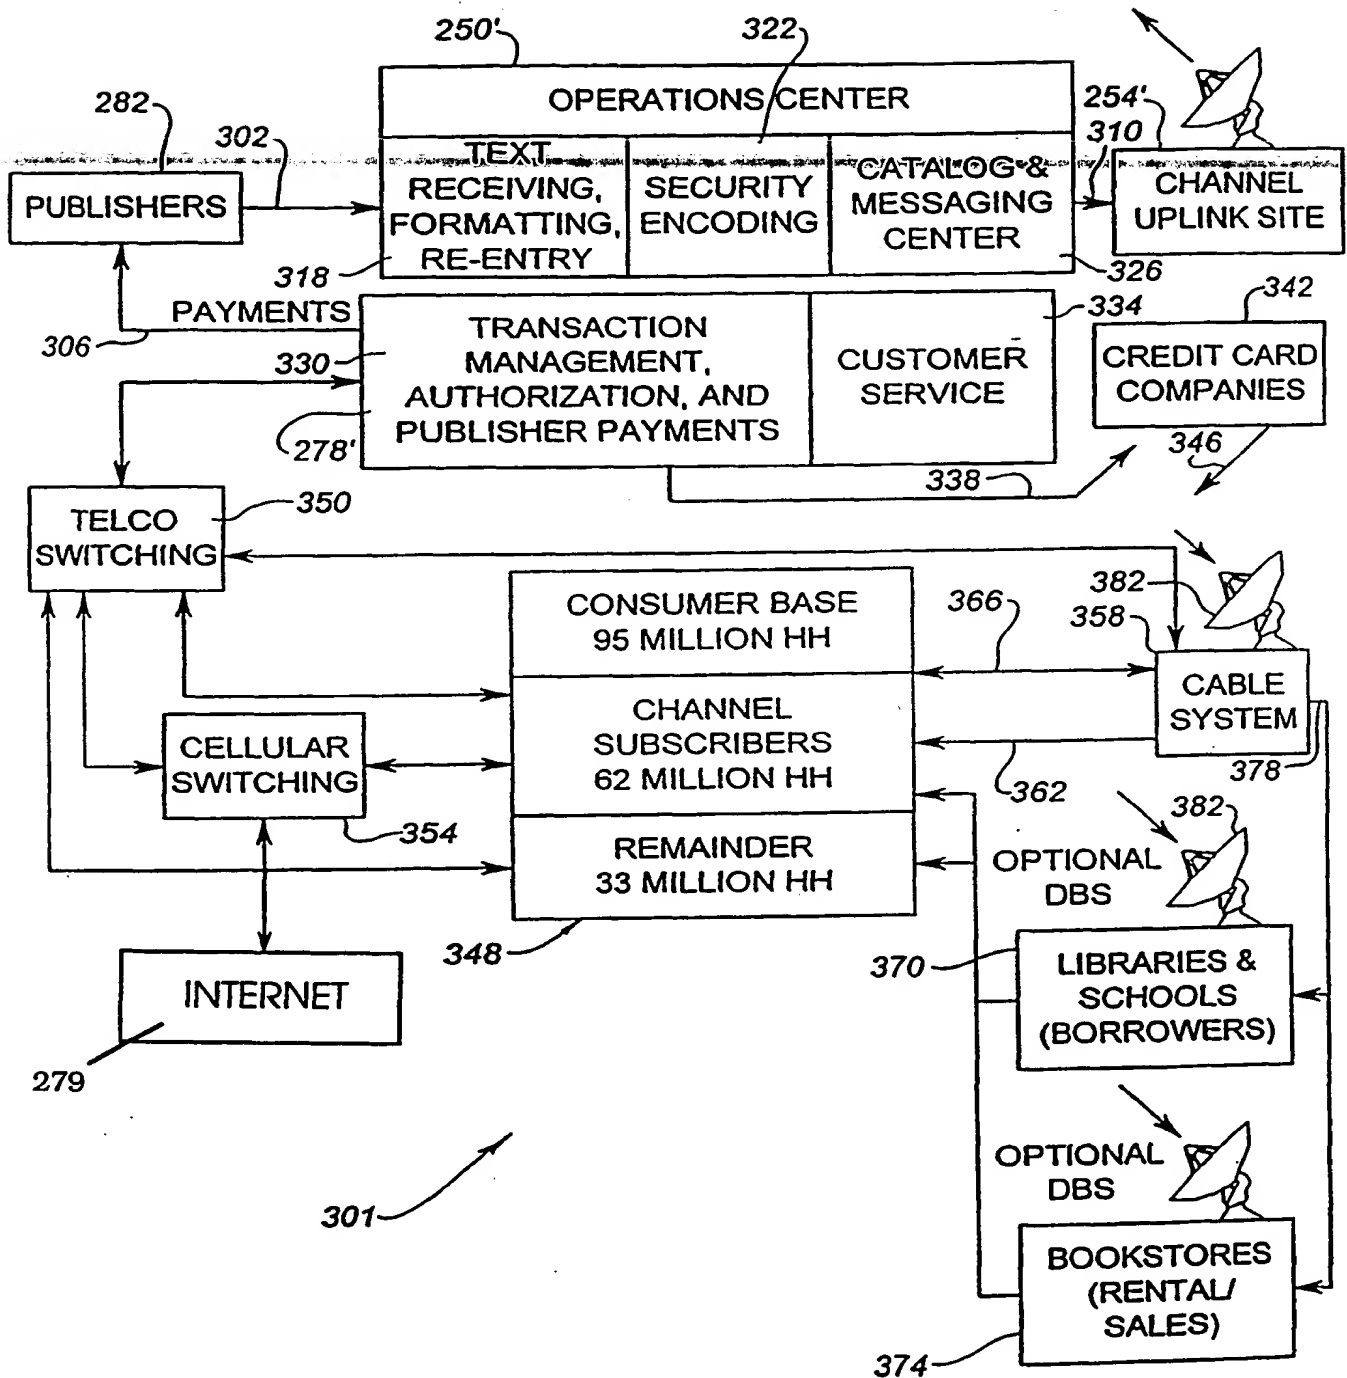 250'
322
OPERATIONS CENTER
282
302
254'
310
PUBLISHERS
TEXT
RECEIVING,
FORMATTING,
RE-ENTRY
SECURITY
ENCODING
CATALOG &
MESSAGING
CENTER
CHANNEL
UPLINK SITE
318
326
342
PAYMENTS
306
330
TRANSACTION
MANAGEMENT,
AUTHORIZATION, AND
PUBLISHER PAYMENTS
CUSTOMER
SERVICE
334
CREDIT CARD
COMPANIES
278'
346
338
350
TELCO
SWITCHING
CONSUMER BASE
95 MILLION HH
366
382
358
CABLE
SYSTEM
CHANNEL
SUBSCRIBERS
62 MILLION HH
CELLULAR
SWITCHING
362
378
354
382
REMAINDER
33 MILLION HH
OPTIONAL
DBS
348
370
LIBRARIES &
SCHOOLS
(BORROWERS)
INTERNET
279
OPTIONAL
DBS
301
BOOKSTORES
(RENTAL/
SALES)
374